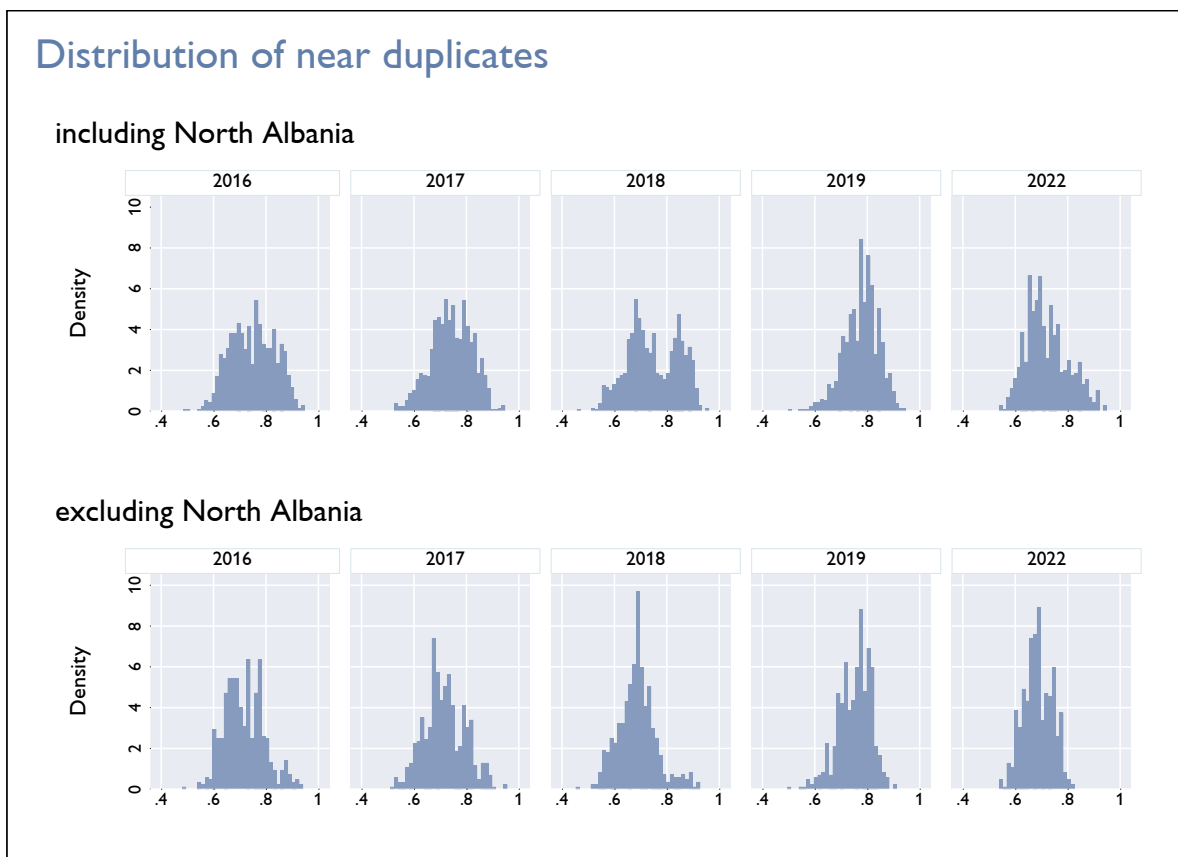 Distribution of near duplicates
including North Albania
2016 2017 2018 2019 2022
Density
10
8
6
4
2
0
.4 .6 .8 1 .4 .6 .8 1 .4 .6 .8 1 .4 .6 .8 1 .4 .6 .8 1
excluding North Albania
2016 2017 2018 2019 2022
Density
10
8
6
4
2
0
.4 .6 .8 1 .4 .6 .8 1 .4 .6 .8 1 .4 .6 .8 1 .4 .6 .8 1